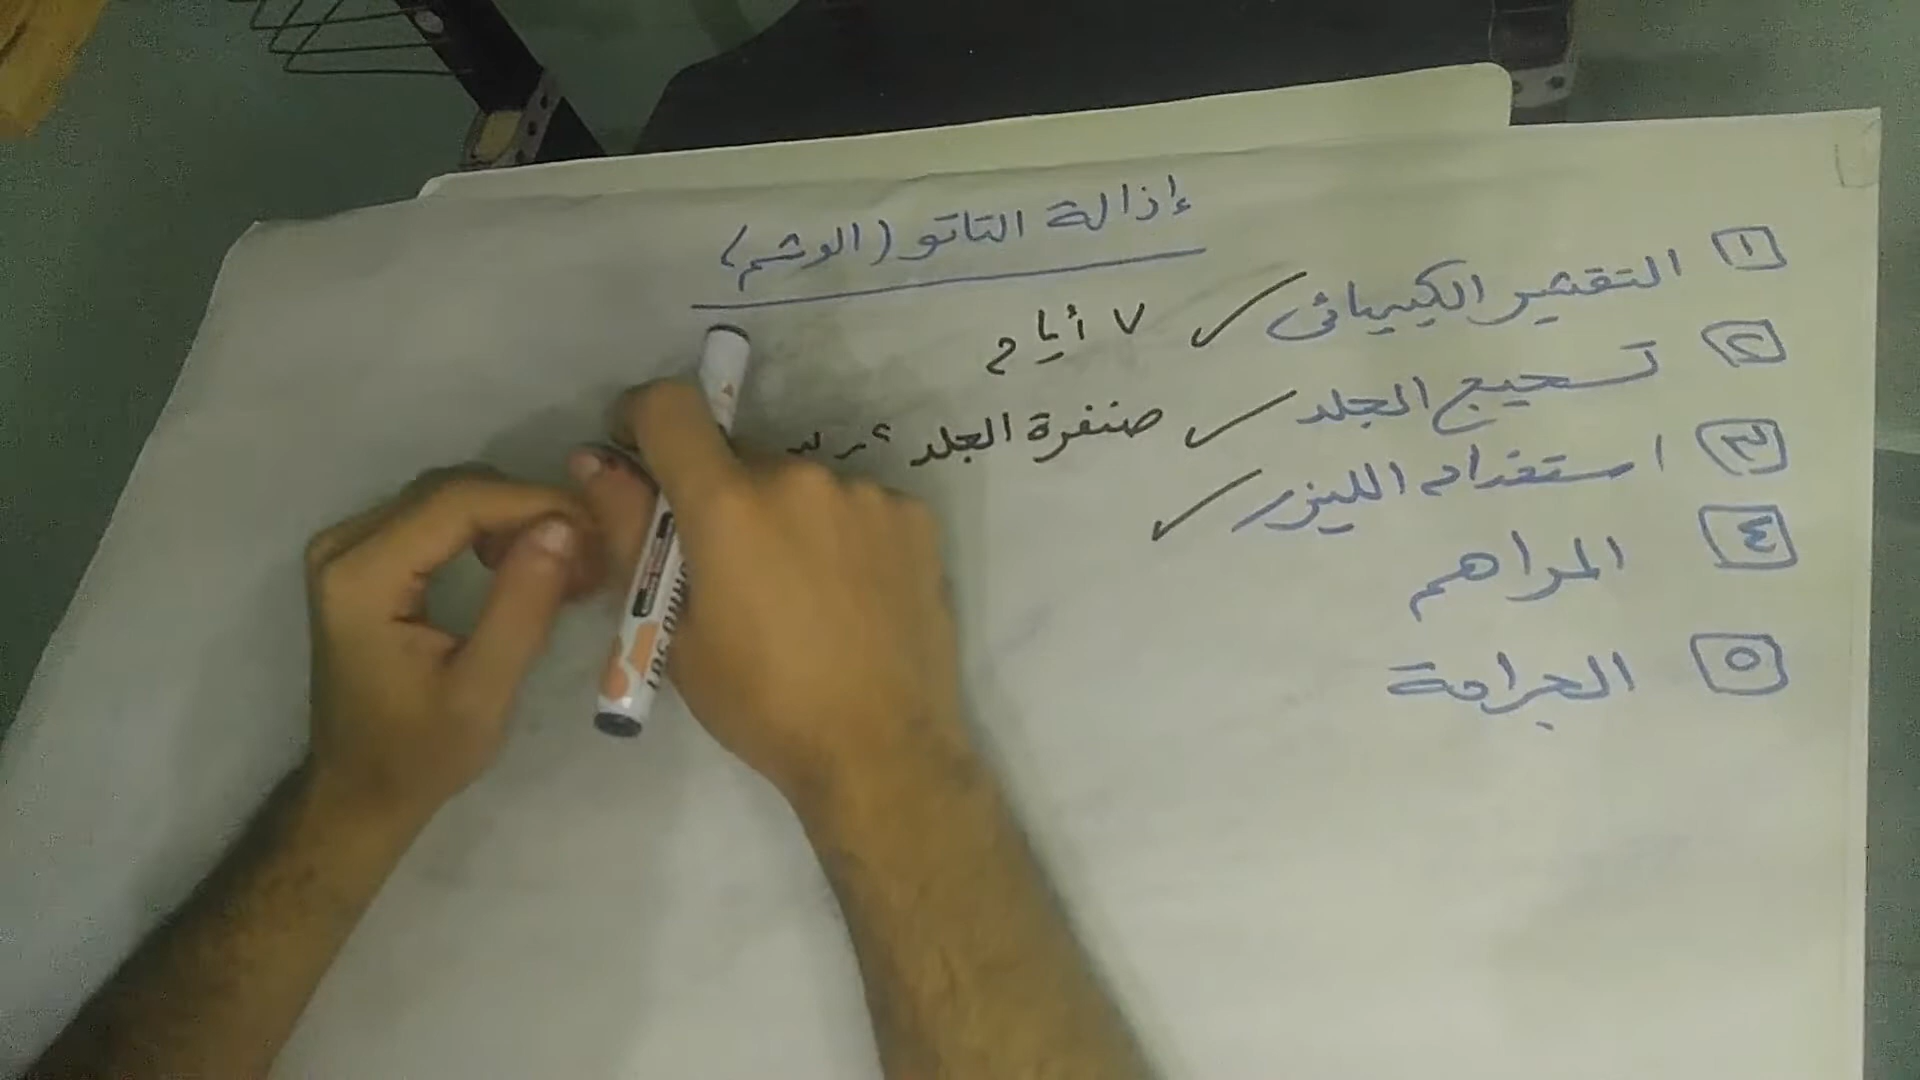 إزالة التاتو (الوشم)
١ التقشير الكيميائى ✓ ٧ أيام
٢ تسحيج الجلد ✓ صنفرة الجلد
٣ استخدام الليزر ✓
٤ المراهم
٥ الجراحة